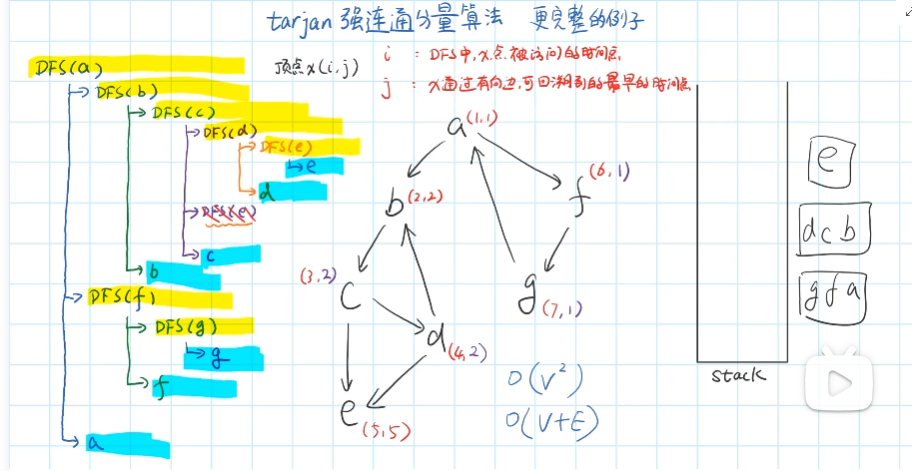 tarjan 强连通分量算法 更完整的例子
顶点x(i,j)
i : DFS中,x点被访问的时间点
j : x通过有向边,可回溯到的最早的时间点
DFS(a)
DFS(b)
DFS(c)
DFS(d)
DFS(e)
e
d
DFS(e)
c
b
DFS(f)
DFS(g)
g
f
a
a(1,1)
b(2,2)
f(6,1)
(3,2)
c
g(7,1)
d(4,2)
e(5,5)
O(V²)
O(V+E)
e
d c b
g f a
stack